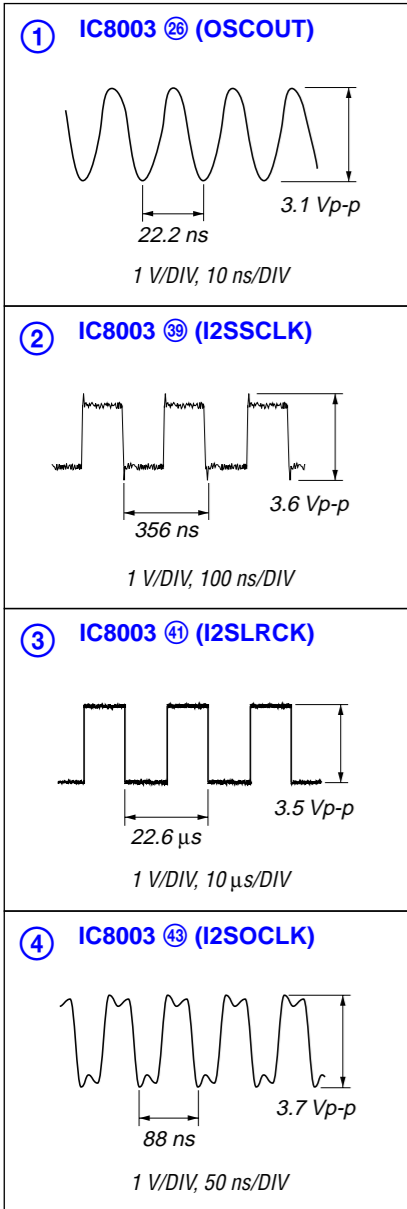 ① IC8003 ㉖ (OSCOUT)
3.1 Vp-p
22.2 ns
1 V/DIV, 10 ns/DIV
② IC8003 ㊴ (I2SSCLK)
3.6 Vp-p
356 ns
1 V/DIV, 100 ns/DIV
③ IC8003 ㊶ (I2SLRCK)
3.5 Vp-p
22.6 μs
1 V/DIV, 10 μs/DIV
④ IC8003 ㊸ (I2SOCLK)
3.7 Vp-p
88 ns
1 V/DIV, 50 ns/DIV